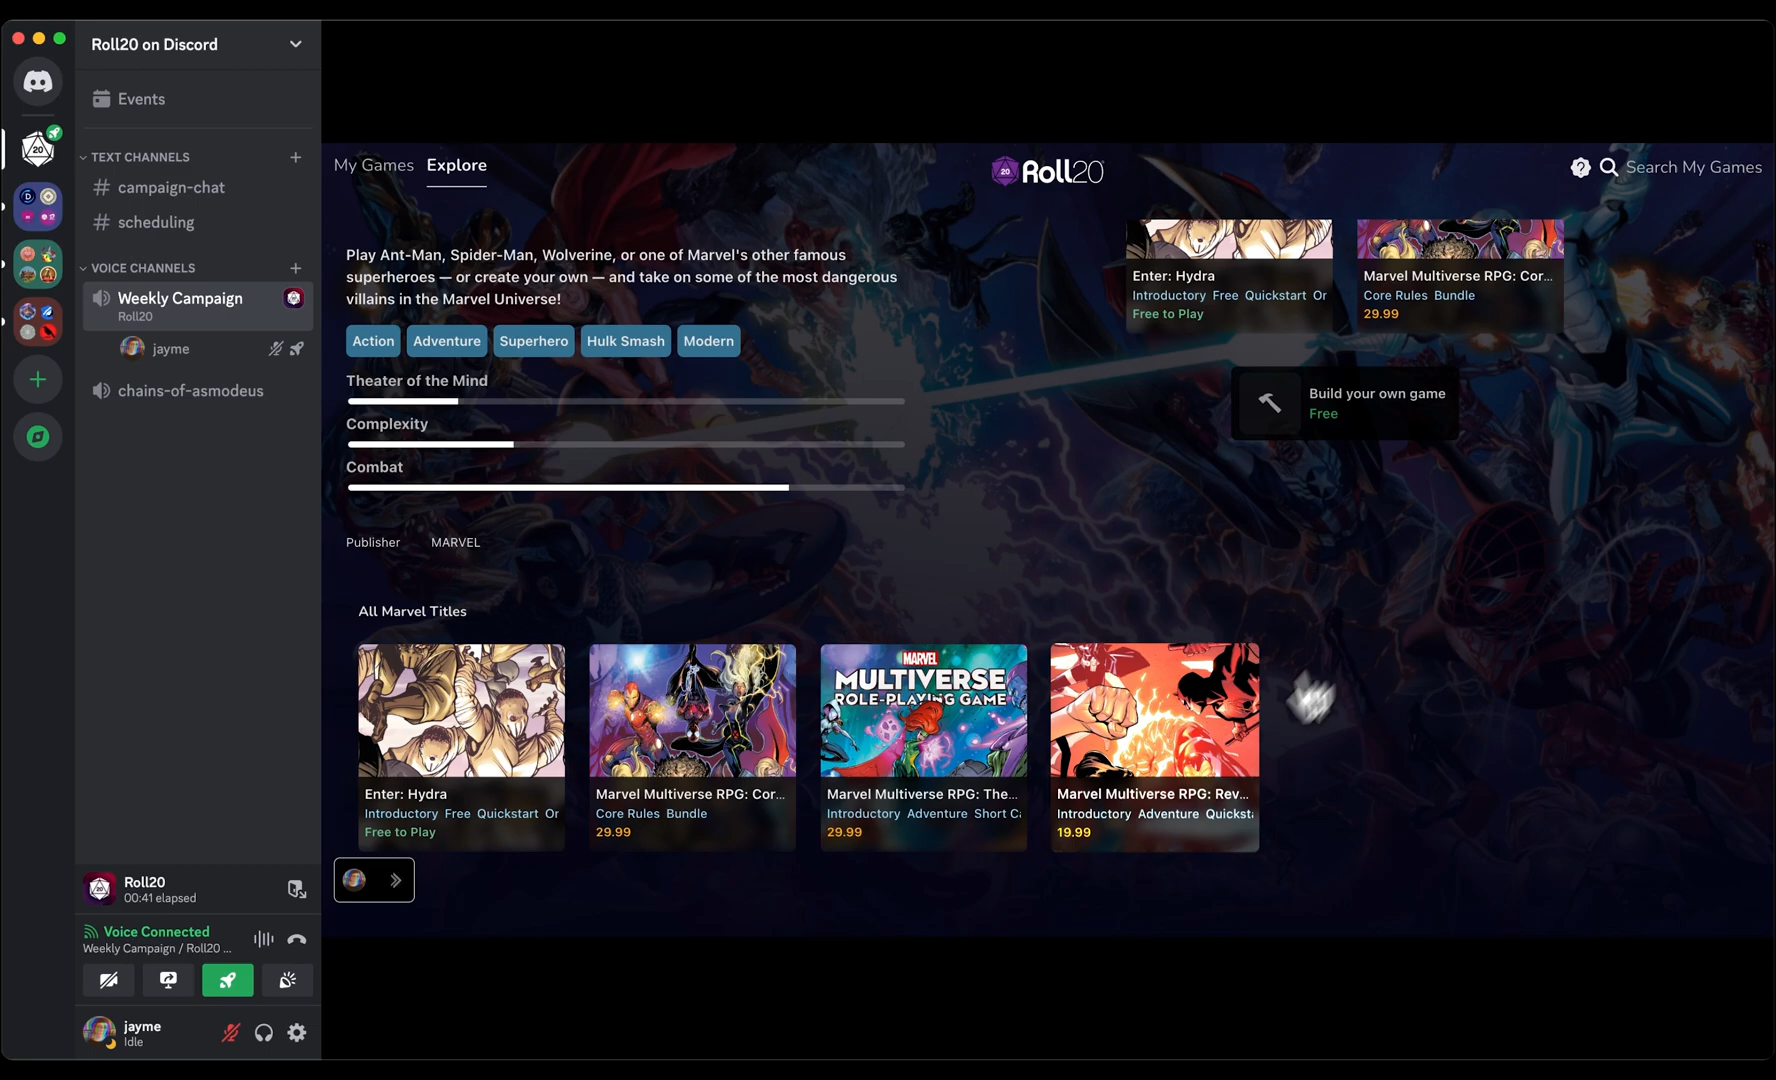 Roll20 on Discord
Events
TEXT CHANNELS
campaign-chat
scheduling
VOICE CHANNELS
Weekly Campaign
Roll20
jayme
chains-of-asmodeus
Roll20
00:41 elapsed
Voice Connected
Weekly Campaign / Roll20 ...
jayme
Idle
My Games Explore
20 Roll20
Search My Games
Play Ant-Man, Spider-Man, Wolverine, or one of Marvel's other famous
superheroes — or create your own — and take on some of the most dangerous
villains in the Marvel Universe!
Action Adventure Superhero Hulk Smash Modern
Theater of the Mind
Complexity
Combat
Publisher MARVEL
Enter: Hydra
Introductory Free Quickstart Or
Free to Play
Marvel Multiverse RPG: Cor...
Core Rules Bundle
29.99
Build your own game
Free
All Marvel Titles
Enter: Hydra
Introductory Free Quickstart Or
Free to Play
Marvel Multiverse RPG: Cor...
Core Rules Bundle
29.99
MARVEL
MULTIVERSE
ROLE-PLAYING GAME
Marvel Multiverse RPG: The...
Introductory Adventure Short Ca
29.99
Marvel Multiverse RPG: Rev...
Introductory Adventure Quicksta
19.99